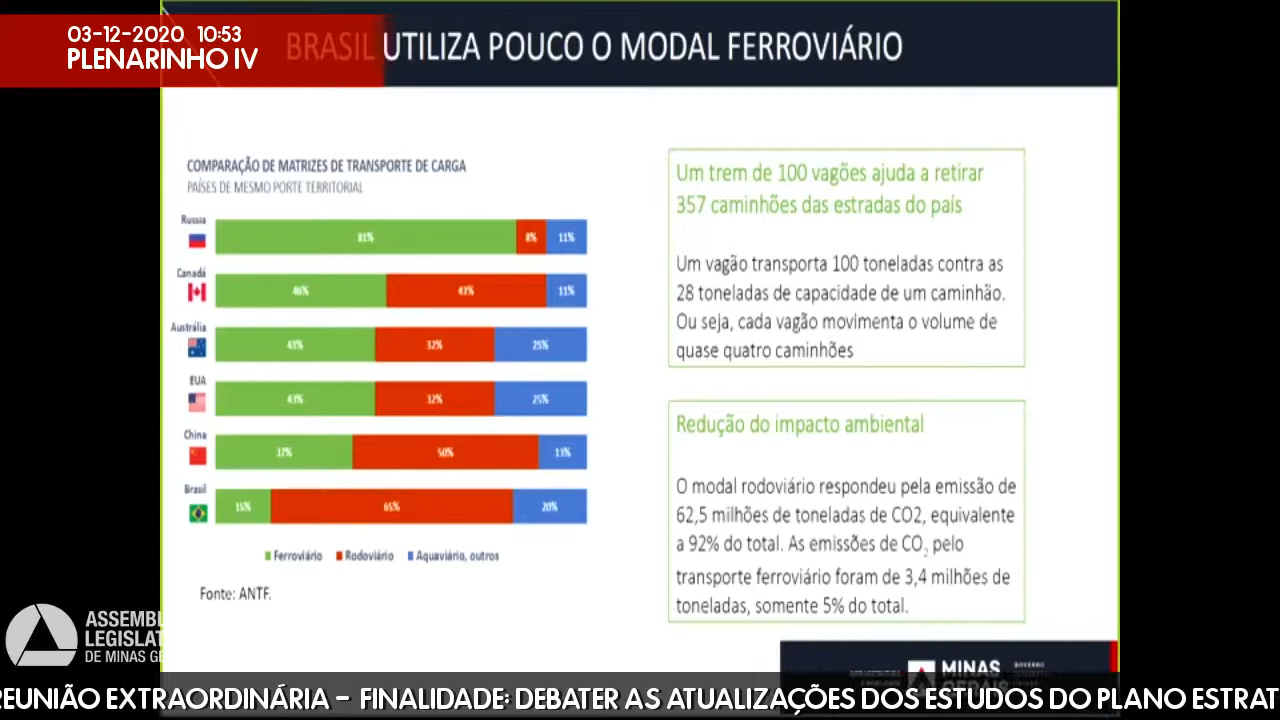 03-12-2020 10:53
PLENARINHO IV
BRASIL UTILIZA POUCO O MODAL FERROVIÁRIO
COMPARAÇÃO DE MATRIZES DE TRANSPORTE DE CARGA
PAÍSES DE MESMO PORTE TERRITORIAL
Russia
81% 8% 11%
Canadá
46% 43% 11%
Austrália
43% 32% 25%
EUA
43% 32% 25%
China
37% 50% 13%
Brasil
15% 65% 20%
Ferroviário Rodoviário Aquaviário, outros
Fonte: ANTF.
Um trem de 100 vagões ajuda a retirar
357 caminhões das estradas do país
Um vagão transporta 100 toneladas contra as
28 toneladas de capacidade de um caminhão.
Ou seja, cada vagão movimenta o volume de
quase quatro caminhões
Redução do impacto ambiental
O modal rodoviário respondeu pela emissão de
62,5 milhões de toneladas de CO2, equivalente
a 92% do total. As emissões de CO₂ pelo
transporte ferroviário foram de 3,4 milhões de
toneladas, somente 5% do total.
ASSEMBL
LEGISLAT
DE MINAS GE
MINAS
GERAIS
REUNIÃO EXTRAORDINÁRIA - FINALIDADE: DEBATER AS ATUALIZAÇÕES DOS ESTUDOS DO PLANO ESTRAT